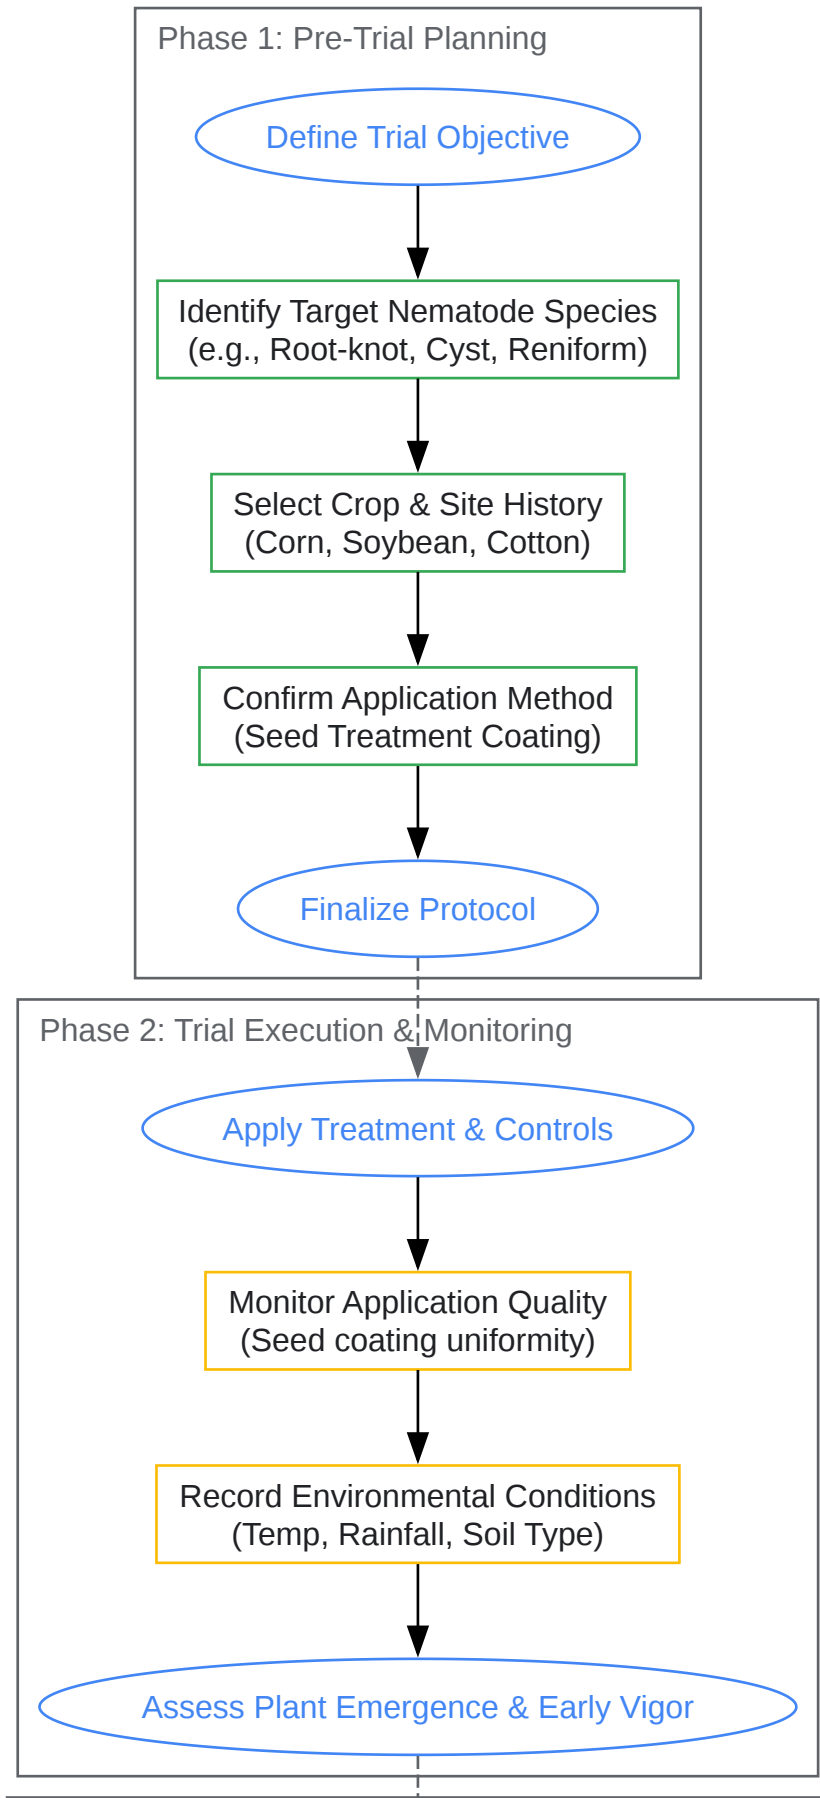 Phase 1: Pre-Trial Planning
Define Trial Objective
Identify Target Nematode Species
(e.g., Root-knot, Cyst, Reniform)
Select Crop & Site History
(Corn, Soybean, Cotton)
Confirm Application Method
(Seed Treatment Coating)
Finalize Protocol
Phase 2: Trial Execution & Monitoring
Apply Treatment & Controls
Monitor Application Quality
(Seed coating uniformity)
Record Environmental Conditions
(Temp, Rainfall, Soil Type)
Assess Plant Emergence & Early Vigor